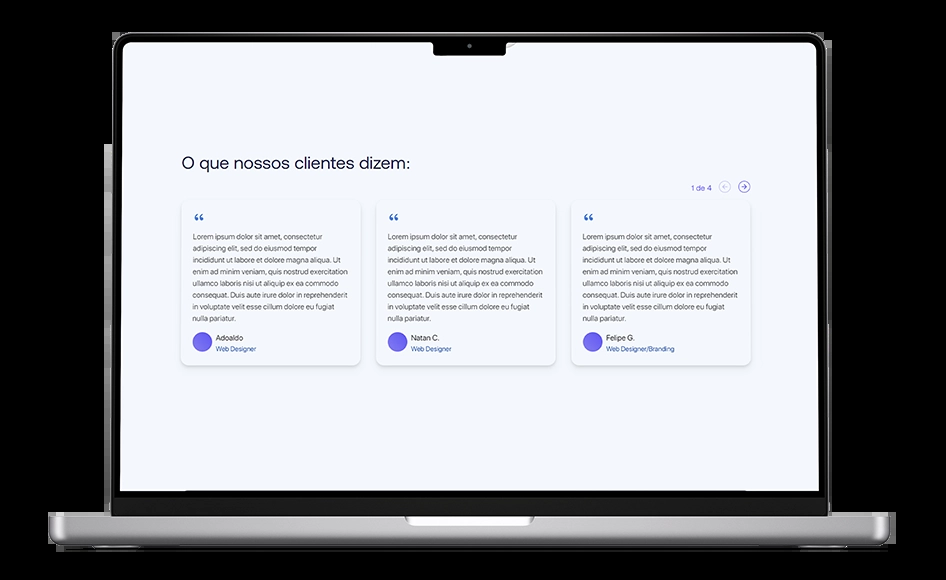 O que nossos clientes dizem:
1 de 4
“
Lorem ipsum dolor sit amet, consectetur
adipiscing elit, sed do eiusmod tempor
incididunt ut labore et dolore magna aliqua. Ut
enim ad minim veniam, quis nostrud exercitation
ullamco laboris nisi ut aliquip ex ea commodo
consequat. Duis aute irure dolor in reprehenderit
in voluptate velit esse cillum dolore eu fugiat
nulla pariatur.
Adoaldo
Web Designer
“
Lorem ipsum dolor sit amet, consectetur
adipiscing elit, sed do eiusmod tempor
incididunt ut labore et dolore magna aliqua. Ut
enim ad minim veniam, quis nostrud exercitation
ullamco laboris nisi ut aliquip ex ea commodo
consequat. Duis aute irure dolor in reprehenderit
in voluptate velit esse cillum dolore eu fugiat
nulla pariatur.
Natan C.
Web Designer
“
Lorem ipsum dolor sit amet, consectetur
adipiscing elit, sed do eiusmod tempor
incididunt ut labore et dolore magna aliqua. Ut
enim ad minim veniam, quis nostrud exercitation
ullamco laboris nisi ut aliquip ex ea commodo
consequat. Duis aute irure dolor in reprehenderit
in voluptate velit esse cillum dolore eu fugiat
nulla pariatur.
Felipe G.
Web Designer/Branding